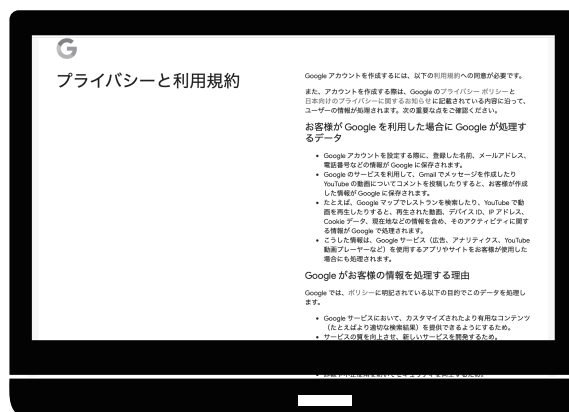 G
プライバシーと利用規約
Google アカウントを作成するには、以下の利用規約への同意が必要です。
また、アカウントを作成する際は、Google のプライバシー ポリシーと
日本向けのプライバシーに関するお知らせに記載されている内容に沿って、
ユーザーの情報が処理されます。次の重要な点をご確認ください。
お客様が Google を利用した場合に Google が処理す
るデータ
• Google アカウントを設定する際に、登録した名前、メールアドレス、
電話番号などの情報が Google に保存されます。
• Google のサービスを利用して、Gmail でメッセージを作成したり
YouTube の動画についてコメントを投稿したりすると、お客様が作成
した情報が Google に保存されます。
• たとえば、Google マップでレストランを検索したり、YouTube で動
画を再生したりすると、再生された動画、デバイス ID、IP アドレス、
Cookie データ、現在地などの情報を含め、そのアクティビティに関す
る情報が Google で処理されます。
• こうした情報は、Google サービス（広告、アナリティクス、YouTube
動画プレーヤーなど）を使用するアプリやサイトをお客様が使用した
場合にも処理されます。
Google がお客様の情報を処理する理由
Google では、ポリシーに明記されている以下の目的でこのデータを処理し
ます。
• Google サービスにおいて、カスタマイズされたより有用なコンテンツ
（たとえばより適切な検索結果）を提供できるようにするため。
• サービスの質を向上させ、新しいサービスを開発するため。